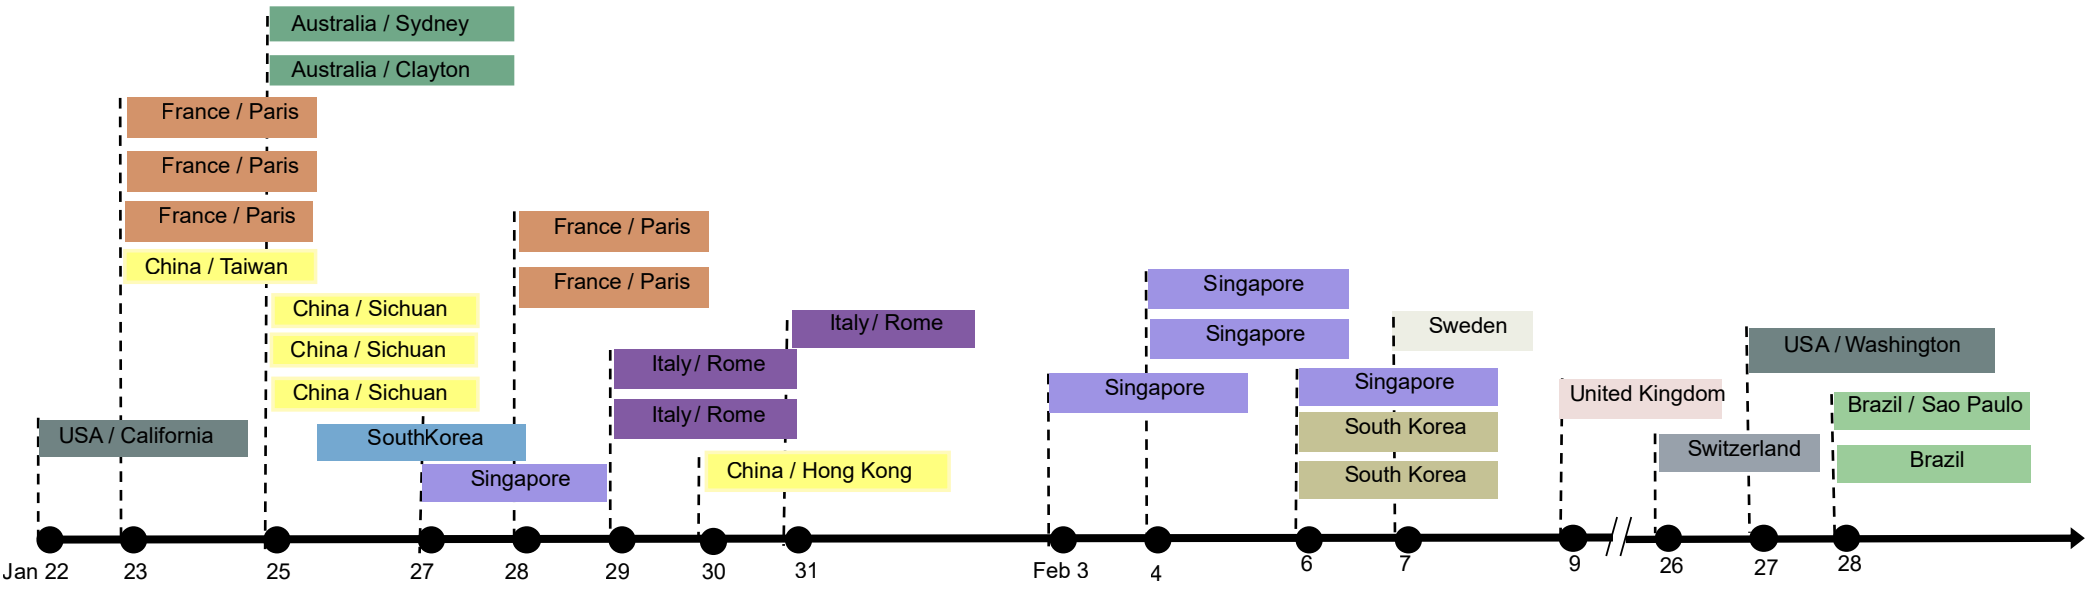 Australia / Sydney
Australia / Clayton
France / Paris
France / Paris
France / Paris
China / Taiwan
China / Sichuan
China / Sichuan
China / Sichuan
USA / California
SouthKorea
Singapore
France / Paris
France / Paris
Italy / Rome
Italy / Rome
Italy / Rome
China / Hong Kong
Singapore
Singapore
Singapore
Sweden
Singapore
South Korea
South Korea
United Kingdom
USA / Washington
Switzerland
Brazil / Sao Paulo
Brazil
Jan 22 23 25 27 28 29 30 31 Feb 3 4 6 7 9 26 27 28